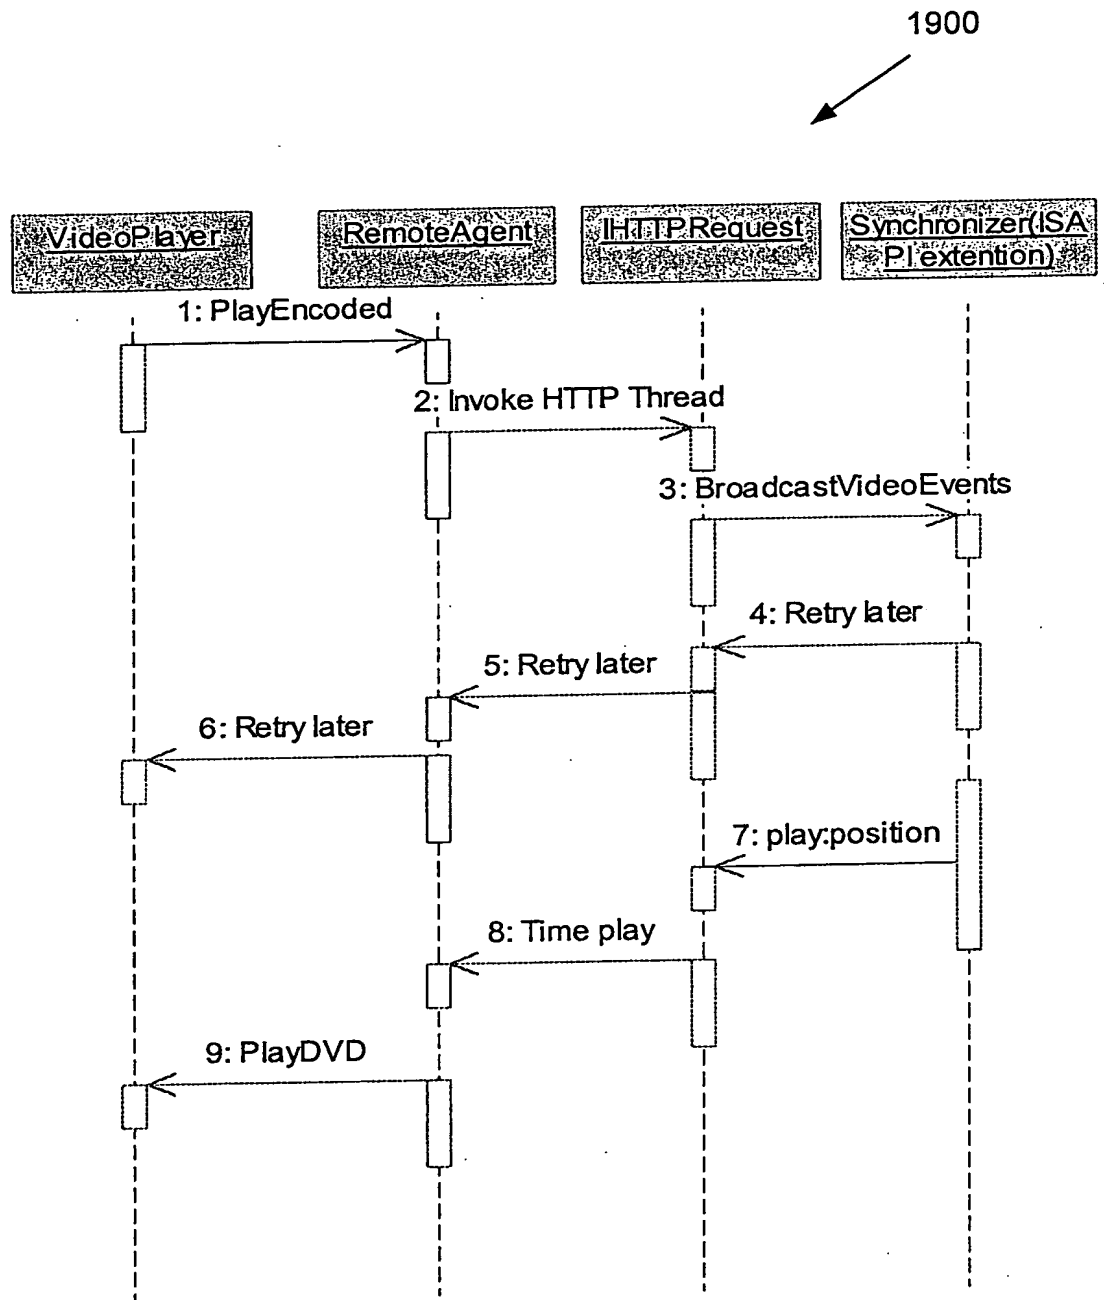 1900
VideoPlayer
RemoteAgent
IHTTPRequest
Synchronizer(ISA
PI extention)
1: PlayEncoded
2: Invoke HTTP Thread
3: BroadcastVideoEvents
4: Retry later
5: Retry later
6: Retry later
7: play:position
8: Time play
9: PlayDVD